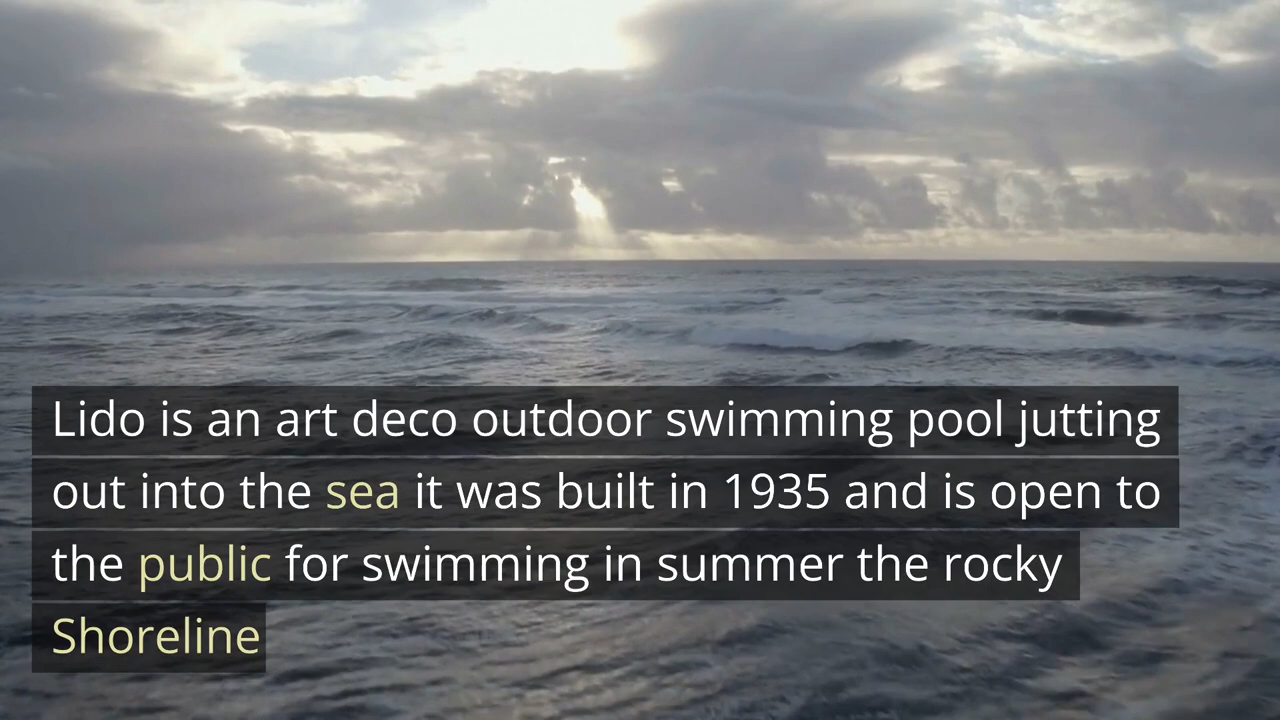 Lido is an art deco outdoor swimming pool jutting
out into the sea it was built in 1935 and is open to
the public for swimming in summer the rocky
Shoreline